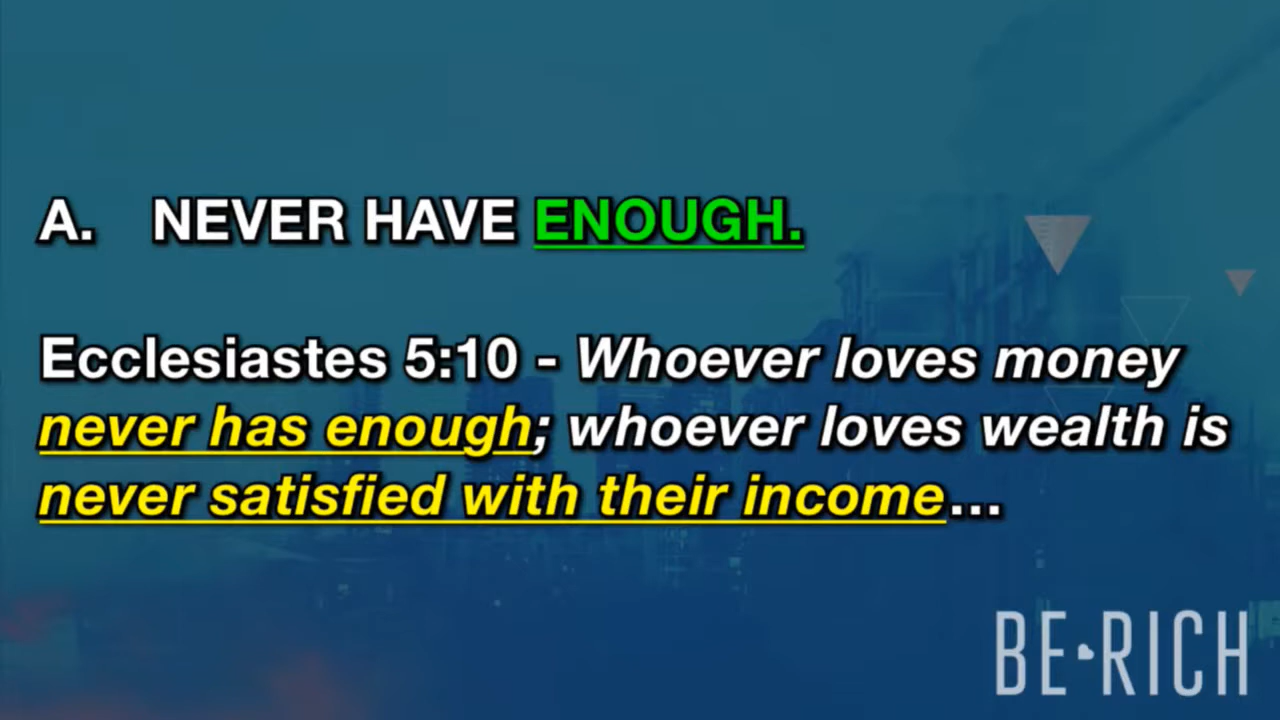 A. NEVER HAVE ENOUGH.
Ecclesiastes 5:10 - Whoever loves money
never has enough; whoever loves wealth is
never satisfied with their income...
BE RICH